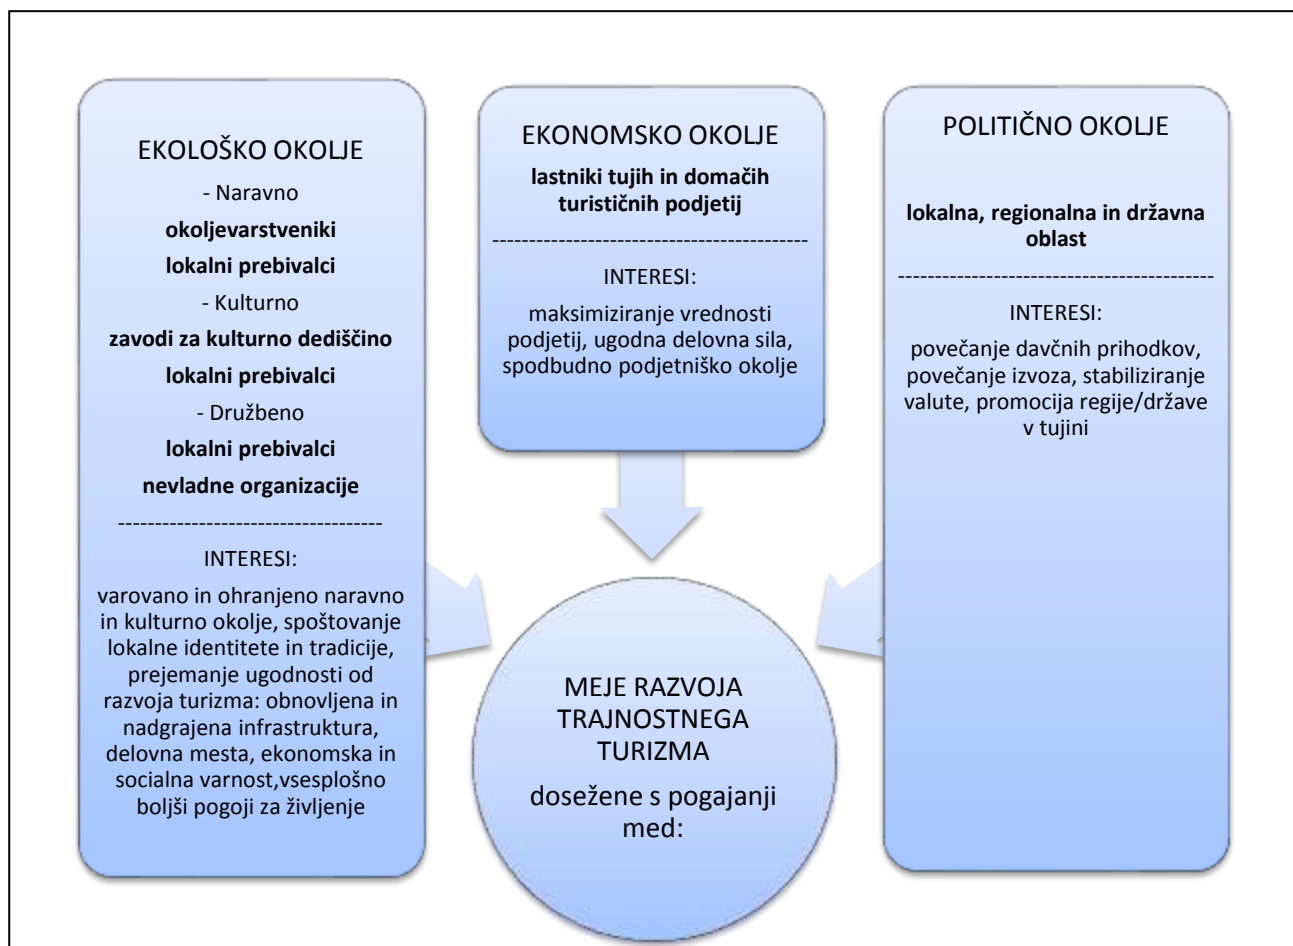 EKOLOŠKO OKOLJE
- Naravno
okoljevarstveniki
lokalni prebivalci
- Kulturno
zavodi za kulturno dediščino
lokalni prebivalci
- Družbeno
lokalni prebivalci
nevladne organizacije
------------------------------------
INTERESI:
varovano in ohranjeno naravno
in kulturno okolje, spoštovanje
lokalne identitete in tradicije,
prejemanje ugodnosti od
razvoja turizma: obnovljena in
nadgrajena infrastruktura,
delovna mesta, ekonomska in
socialna varnost,vsesplošno
boljši pogoji za življenje
EKONOMSKO OKOLJE
lastniki tujih in domačih
turističnih podjetij
-------------------------------------------
INTERESI:
maksimiziranje vrednosti
podjetij, ugodna delovna sila,
spodbudno podjetniško okolje
POLITIČNO OKOLJE
lokalna, regionalna in državna
oblast
-------------------------------------------
INTERESI:
povečanje davčnih prihodkov,
povečanje izvoza, stabiliziranje
valute, promocija regije/države
v tujini
MEJE RAZVOJA
TRAJNOSTNEGA
TURIZMA
dosežene s pogajanji
med: